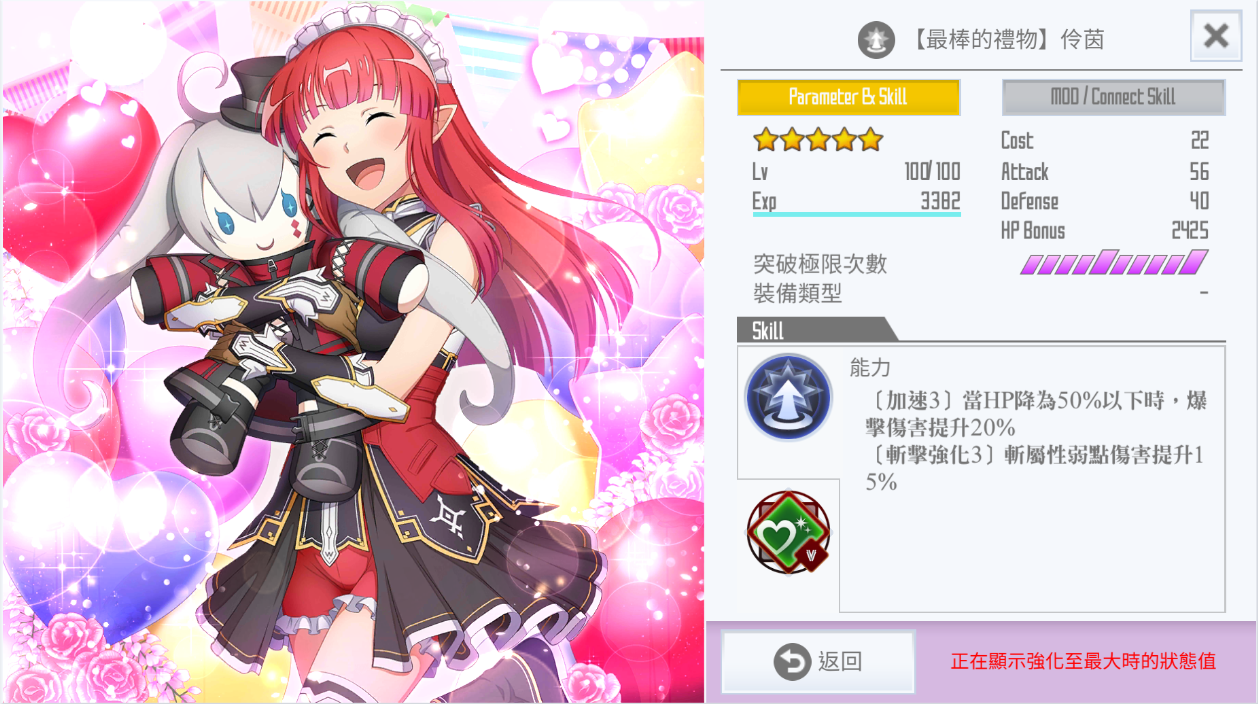 【最棒的禮物】伶茵
Parameter & Skill
MOD / Connect Skill
Lv 100/100
Exp 3382
Cost 22
Attack 56
Defense 40
HP Bonus 2425
突破極限次數
裝備類型 -
Skill
能力
〔加速3〕當HP降為50%以下時，爆
擊傷害提升20%
〔斬擊強化3〕斬屬性弱點傷害提升1
5%
V
返回
正在顯示強化至最大時的狀態值